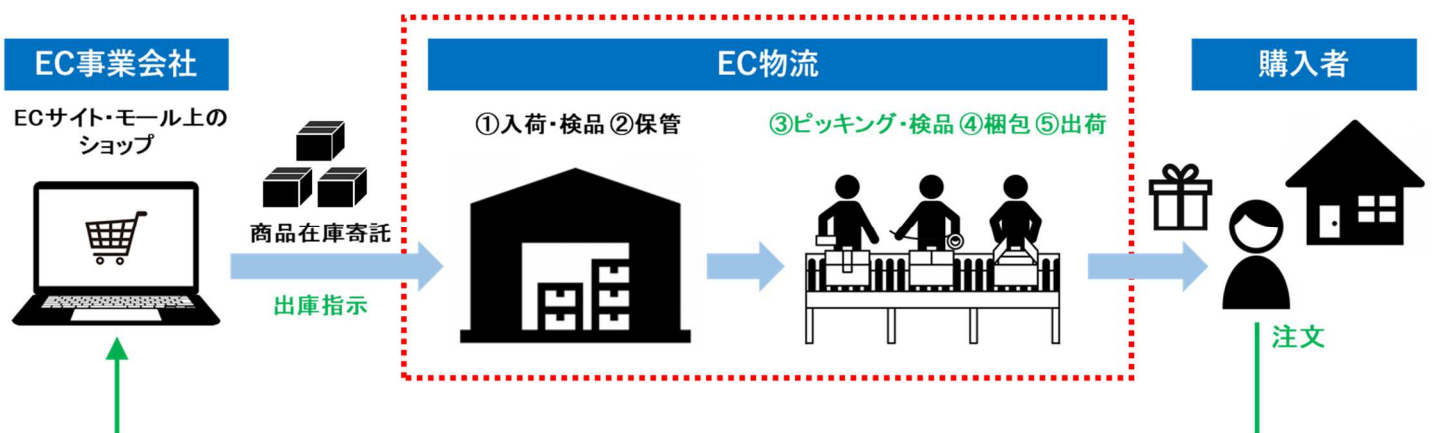 EC事業会社
ECサイト・モール上の
ショップ
商品在庫寄託
出庫指示
EC物流
①入荷・検品②保管
③ピッキング・検品④梱包⑤出荷
購入者
注文